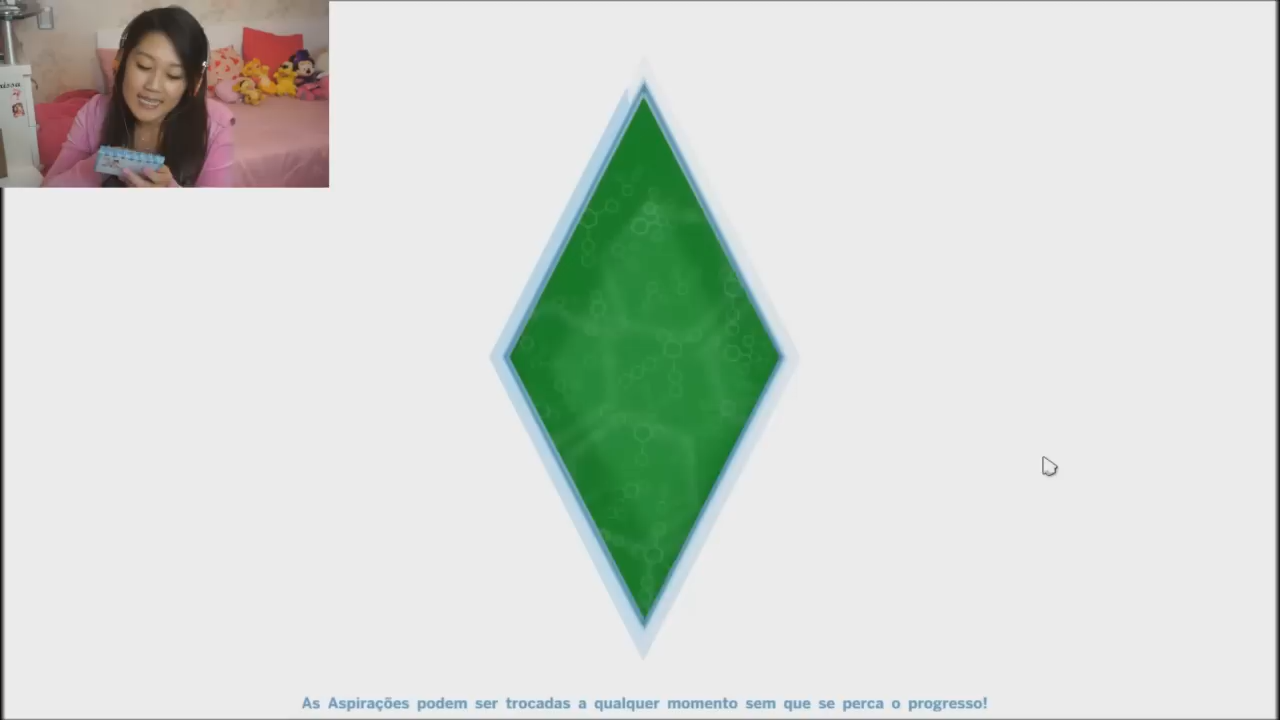 As Aspirações podem ser trocadas a qualquer momento sem que se perca o progresso!